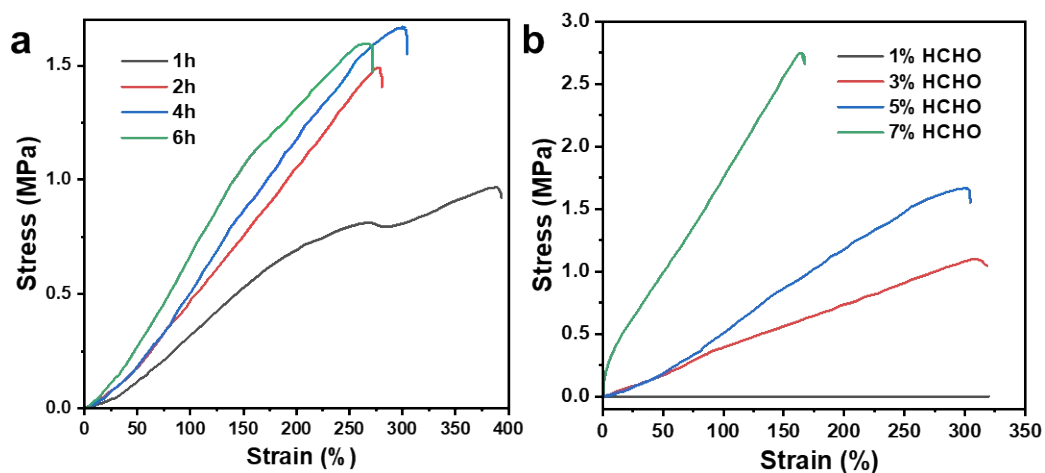 a
1h
2h
4h
6h
Stress (MPa)
0.0
0.5
1.0
1.5
0 50 100 150 200 250 300 350 400
Strain (%)
b
1% HCHO
3% HCHO
5% HCHO
7% HCHO
Stress (MPa)
0.0
0.5
1.0
1.5
2.0
2.5
3.0
0 50 100 150 200 250 300 350
Strain (%)